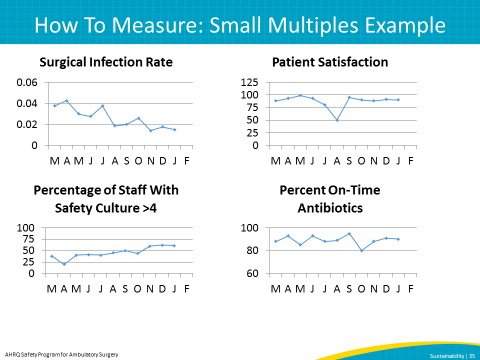 How To Measure: Small Multiples Example
Surgical Infection Rate
0.06
0.04
0.02
0
M A M J J A S O N D J F
Patient Satisfaction
125
100
75
50
25
0
M A M J J A S O N D J F
Percentage of Staff With
Safety Culture >4
100
75
50
25
0
M A M J J A S O N D J F
Percent On-Time
Antibiotics
100
80
60
M A M J J A S O N D J F
AHRQ Safety Program for Ambulatory Surgery
Sustainability | 35